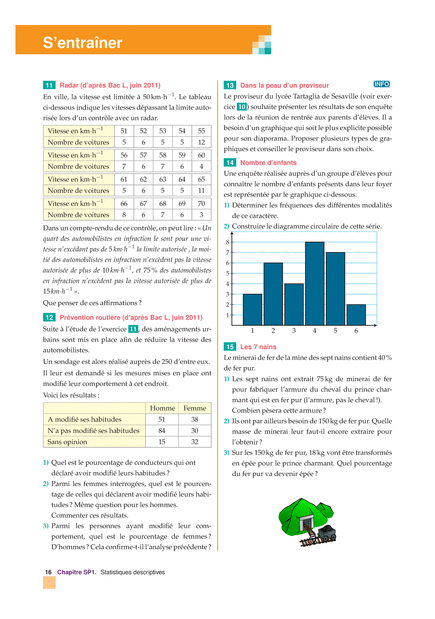 S'entraîner
11 Radar (d'après Bac L, juin 2011)
En ville, la vitesse est limitée à 50 km·h⁻¹. Le tableau
ci-dessous indique les vitesses dépassant la limite auto-
risée lors d'un contrôle avec un radar.
Vitesse en km·h⁻¹ 51 52 53 54 55
Nombre de voitures 5 6 5 5 12
Vitesse en km·h⁻¹ 56 57 58 59 60
Nombre de voitures 7 6 7 6 4
Vitesse en km·h⁻¹ 61 62 63 64 65
Nombre de voitures 5 6 5 5 11
Vitesse en km·h⁻¹ 66 67 68 69 70
Nombre de voitures 8 6 7 6 3
Dans un compte-rendu de ce contrôle, on peut lire : « Un
quart des automobilistes en infraction le sont pour une vi-
tesse n'excédant pas de 5 km·h⁻¹ la limite autorisée , la moi-
tié des automobilistes en infraction n'excèdent pas la vitesse
autorisée de plus de 10 km·h⁻¹, et 75 % des automobilistes
en infraction n'excèdent pas la vitesse autorisée de plus de
15 km·h⁻¹ ».
Que penser de ces affirmations ?
12 Prévention routière (d'après Bac L, juin 2011)
Suite à l'étude de l'exercice 11, des aménagements ur-
bains sont mis en place afin de réduire la vitesse des
automobilistes.
Un sondage est alors réalisé auprès de 250 d'entre eux.
Il leur est demandé si les mesures mises en place ont
modifié leur comportement à cet endroit.
Voici les résultats :
Homme Femme
A modifié ses habitudes 51 38
N'a pas modifié ses habitudes 84 30
Sans opinion 15 32
1) Quel est le pourcentage de conducteurs qui ont
déclaré avoir modifié leurs habitudes ?
2) Parmi les femmes interrogées, quel est le pourcen-
tage de celles qui déclarent avoir modifié leurs habi-
tudes ? Même question pour les hommes.
Commenter ces résultats.
3) Parmi les personnes ayant modifié leur com-
portement, quel est le pourcentage de femmes ?
D'hommes ? Cela confirme-t-il l'analyse précédente ?
13 Dans la peau d'un proviseur INFO
Le proviseur du lycée Tartaglia de Sesaville (voir exer-
cice 10) souhaite présenter les résultats de son enquête
lors de la réunion de rentrée aux parents d'élèves. Il a
besoin d'un graphique qui soit le plus explicite possible
pour son diaporama. Proposer plusieurs types de gra-
phiques et conseiller le proviseur dans son choix.
14 Nombre d'enfants
Une enquête réalisée auprès d'un groupe d'élèves pour
connaître le nombre d'enfants présents dans leur foyer
est représentée par le graphique ci-dessous.
1) Déterminer les fréquences des différentes modalités
de ce caractère.
2) Construire le diagramme circulaire de cette série.
8
7
6
5
4
3
2
1
1 2 3 4 5 6
15 Les 7 nains
Le minerai de fer de la mine des sept nains contient 40 %
de fer pur.
1) Les sept nains ont extrait 75 kg de minerai de fer
pour fabriquer l'armure du cheval du prince char-
mant qui est en fer pur (l'armure, pas le cheval !).
Combien pèsera cette armure ?
2) Ils ont par ailleurs besoin de 150 kg de fer pur. Quelle
masse de minerai leur faut-il encore extraire pour
l'obtenir ?
3) Sur les 150 kg de fer pur, 18 kg vont être transformés
en épée pour le prince charmant. Quel pourcentage
du fer pur va devenir épée ?
16 Chapitre SP1. Statistiques descriptives